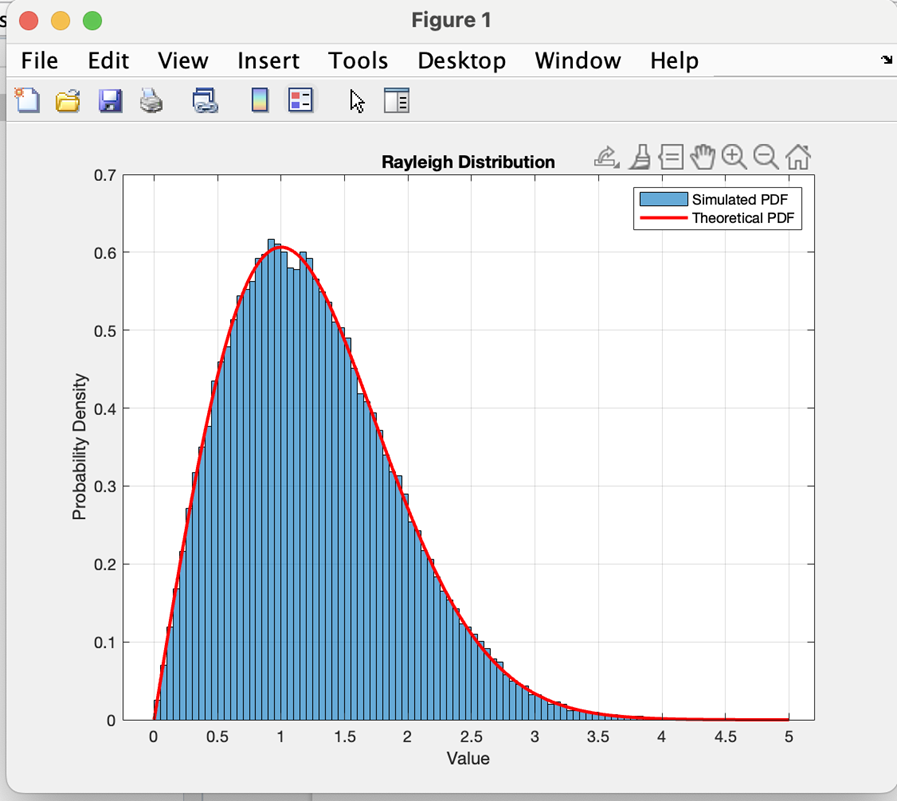 Figure 1
File Edit View Insert Tools Desktop Window Help
Rayleigh Distribution
Simulated PDF
Theoretical PDF
Probability Density
0.7
0.6
0.5
0.4
0.3
0.2
0.1
0
0 0.5 1 1.5 2 2.5 3 3.5 4 4.5 5
Value